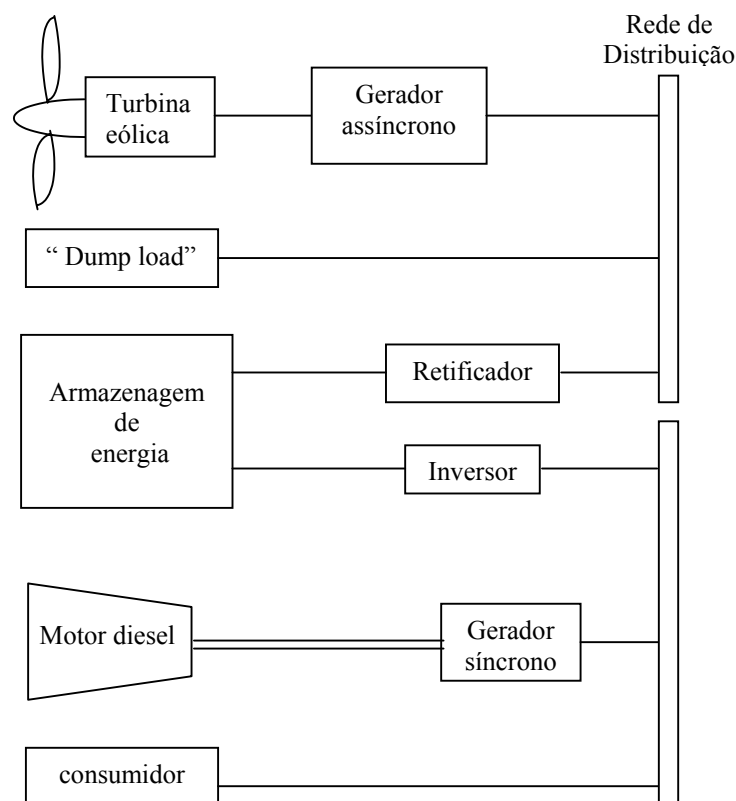 Rede de
Distribuição
Turbina
eólica
Gerador
assíncrono
“ Dump load”
Armazenagem
de
energia
Retificador
Inversor
Motor diesel
Gerador
síncrono
consumidor